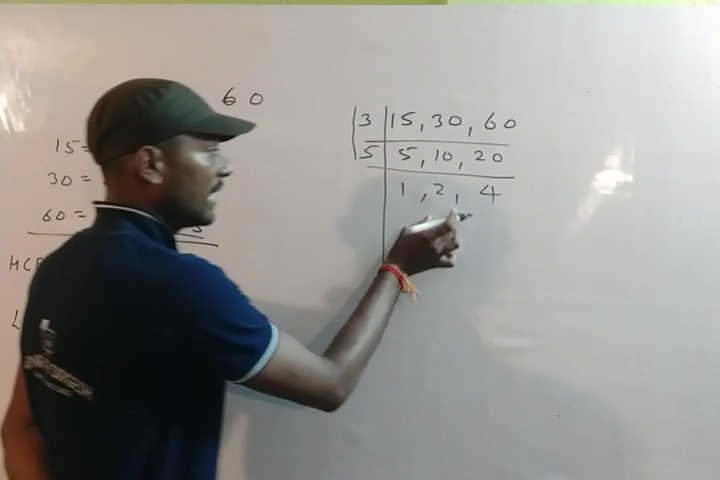 60
15=
30=
60=
HCF
L
3 | 15, 30, 60
5 | 5, 10, 20
1, 2, 4